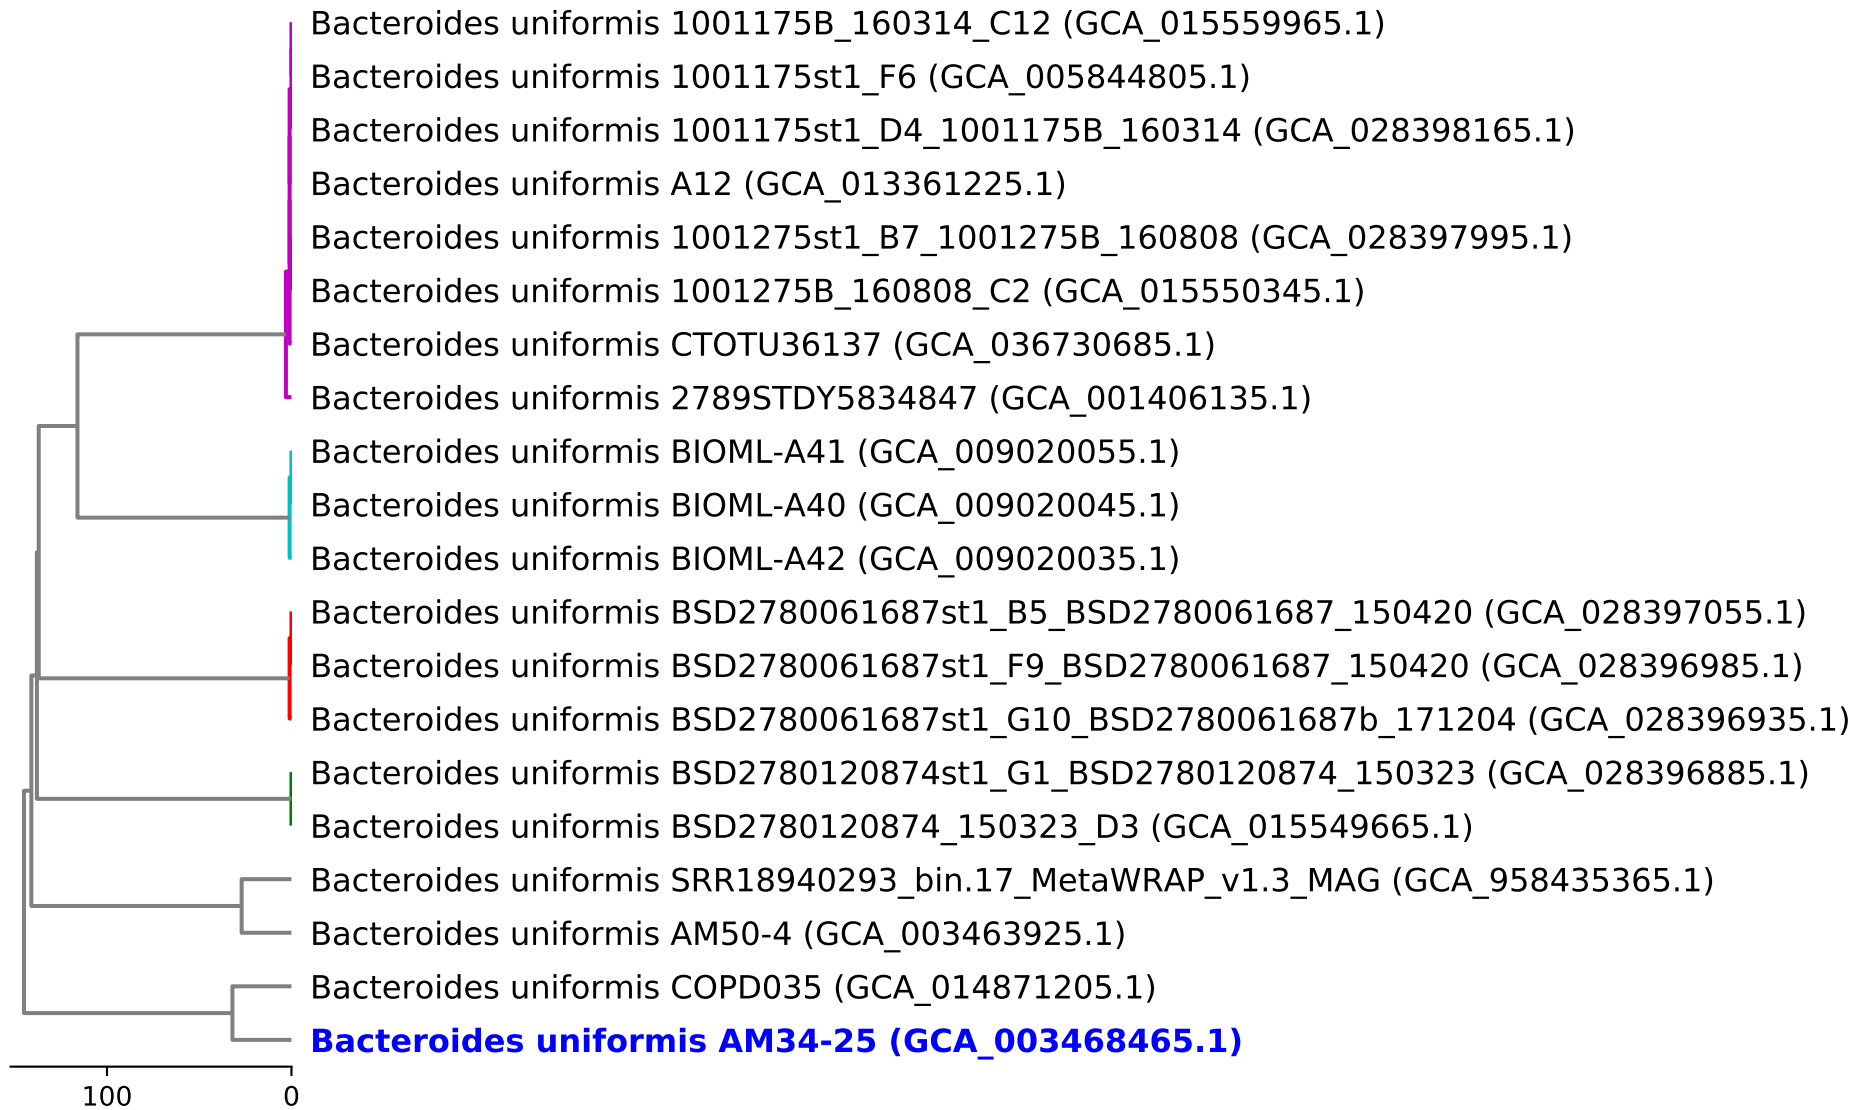 Bacteroides uniformis 1001175B_160314_C12 (GCA_015559965.1)
Bacteroides uniformis 1001175st1_F6 (GCA_005844805.1)
Bacteroides uniformis 1001175st1_D4_1001175B_160314 (GCA_028398165.1)
Bacteroides uniformis A12 (GCA_013361225.1)
Bacteroides uniformis 1001275st1_B7_1001275B_160808 (GCA_028397995.1)
Bacteroides uniformis 1001275B_160808_C2 (GCA_015550345.1)
Bacteroides uniformis CTOTU36137 (GCA_036730685.1)
Bacteroides uniformis 2789STDY5834847 (GCA_001406135.1)
Bacteroides uniformis BIOML-A41 (GCA_009020055.1)
Bacteroides uniformis BIOML-A40 (GCA_009020045.1)
Bacteroides uniformis BIOML-A42 (GCA_009020035.1)
Bacteroides uniformis BSD2780061687st1_B5_BSD2780061687_150420 (GCA_028397055.1)
Bacteroides uniformis BSD2780061687st1_F9_BSD2780061687_150420 (GCA_028396985.1)
Bacteroides uniformis BSD2780061687st1_G10_BSD2780061687b_171204 (GCA_028396935.1)
Bacteroides uniformis BSD2780120874st1_G1_BSD2780120874_150323 (GCA_028396885.1)
Bacteroides uniformis BSD2780120874_150323_D3 (GCA_015549665.1)
Bacteroides uniformis SRR18940293_bin.17_MetaWRAP_v1.3_MAG (GCA_958435365.1)
Bacteroides uniformis AM50-4 (GCA_003463925.1)
Bacteroides uniformis COPD035 (GCA_014871205.1)
Bacteroides uniformis AM34-25 (GCA_003468465.1)
100 0